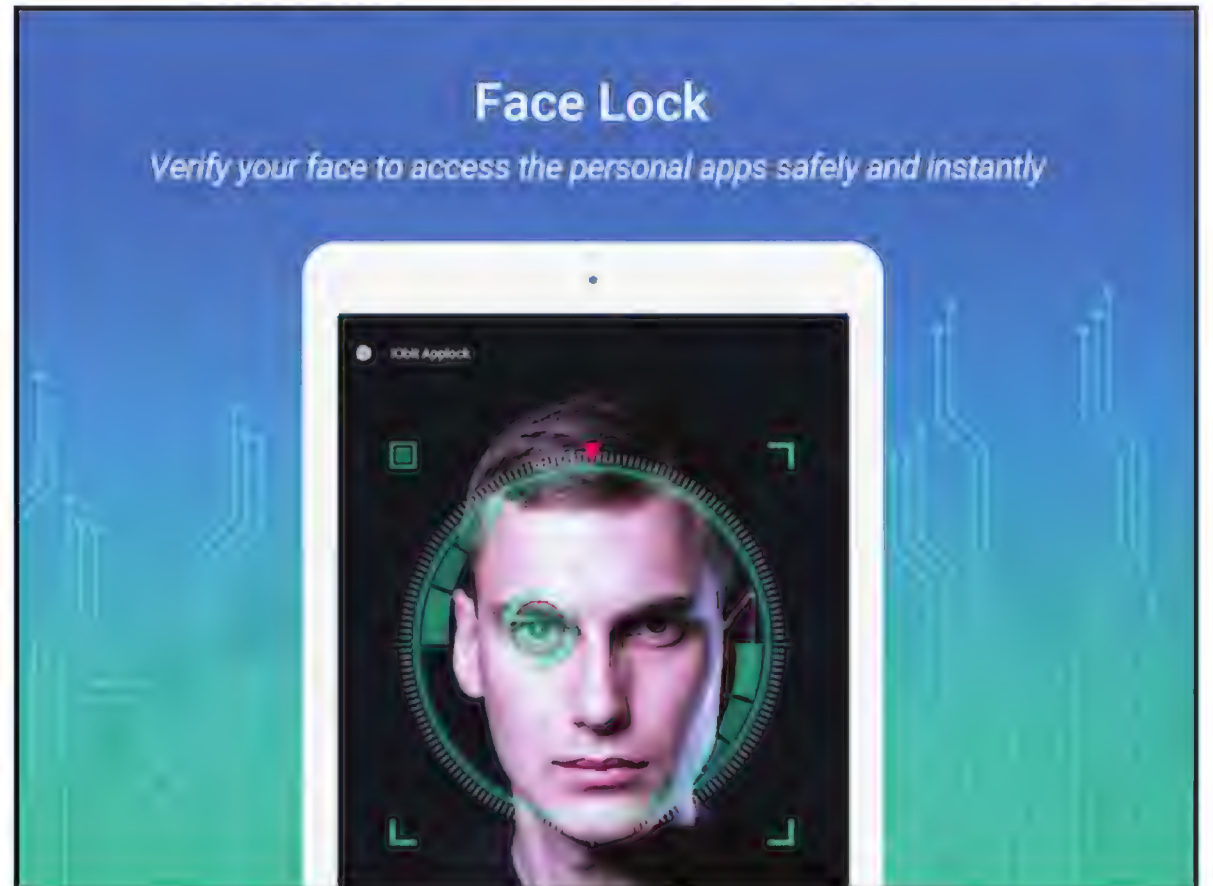 Face Lock
Verify your face to access the personal apps safely and instantly
IObit Applock